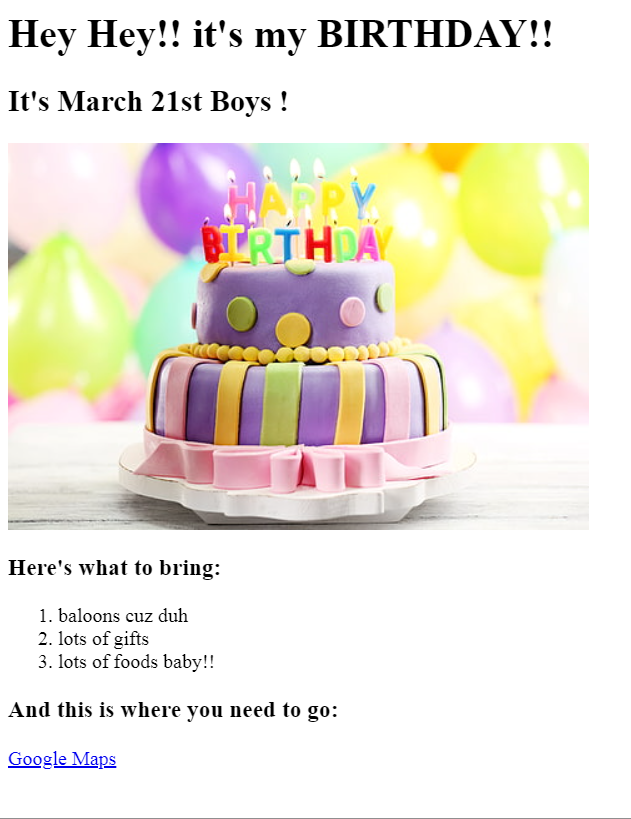 Hey Hey!! it's my BIRTHDAY!!
It's March 21st Boys !
HAPPY
BIRTHDAY
Here's what to bring:
1. baloons cuz duh
2. lots of gifts
3. lots of foods baby!!
And this is where you need to go:
Google Maps